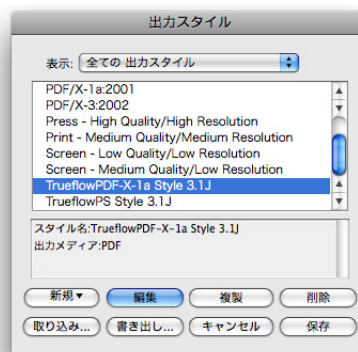 出力スタイル
表示: 全ての 出力スタイル
PDF/X-1a:2001
PDF/X-3:2002
Press - High Quality/High Resolution
Print - Medium Quality/Medium Resolution
Screen - Low Quality/Low Resolution
Screen - Medium Quality/Low Resolution
TrueflowPDF-X-1a Style 3.1J
TrueflowPS Style 3.1J
スタイル名:TrueflowPDF-X-1a Style 3.1J
出力メディア:PDF
新規▼ 編集 複製 削除
取り込み... 書き出し... キャンセル 保存